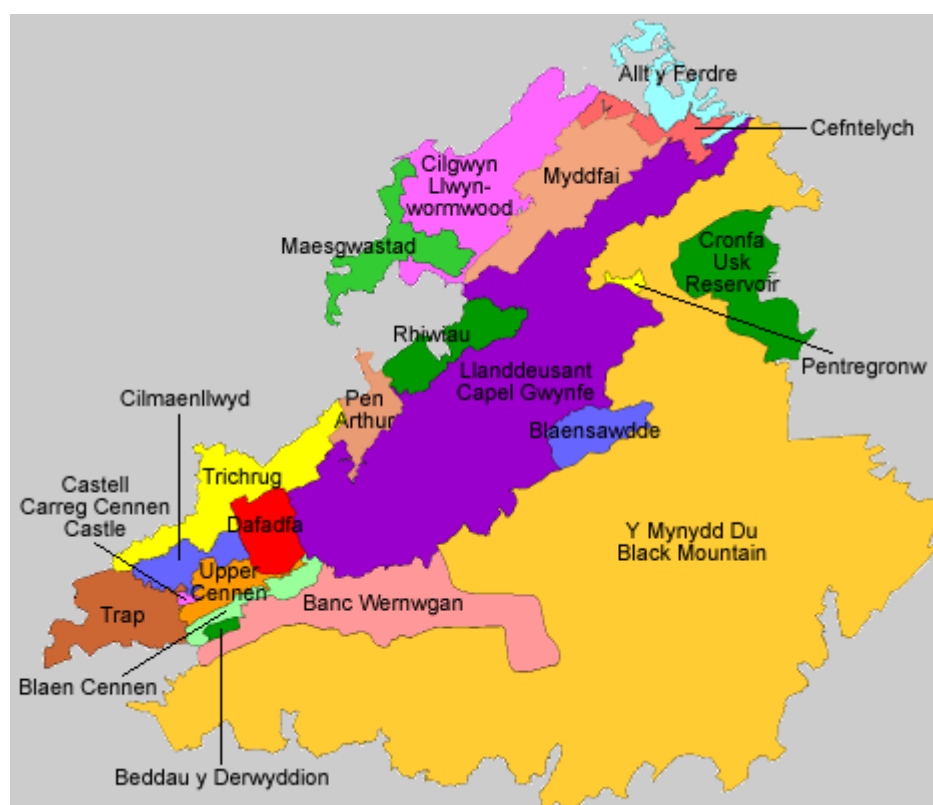 Allt y Ferdre
Cefntelych
Cilgwyn
Llwyn-
wormwood
Myddfai
Maesgwastad
Cronfa
Usk
Reservoir
Rhiwiau
Pentregronw
Llanddeusant
Capel Gwynfe
Pen
Arthur
Cilmaenllwyd
Blaensawdde
Trichrug
Castell
Carreg Cennen
Castle
Dafadfa
Y Mynydd Du
Black Mountain
Upper
Cennen
Trap
Banc Wernwgan
Blaen Cennen
Beddau y Derwyddion